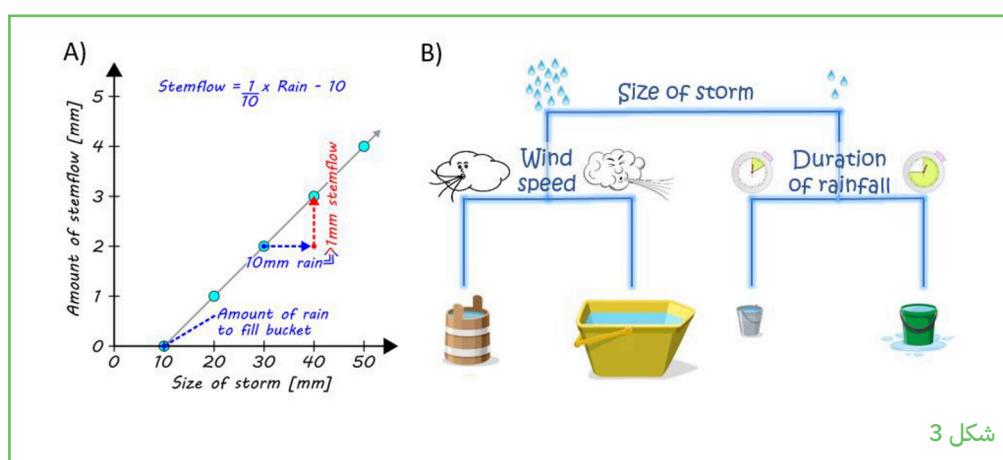 A)
Stemflow = 1/10 x Rain - 10
Amount of stemflow [mm]
5
4
3
2
1
0
>1mm stemflow
10mm rain
Amount of rain
to fill bucket
0 10 20 30 40 50
Size of storm [mm]
B)
Size of storm
Wind
speed
Duration
of rainfall
شكل 3